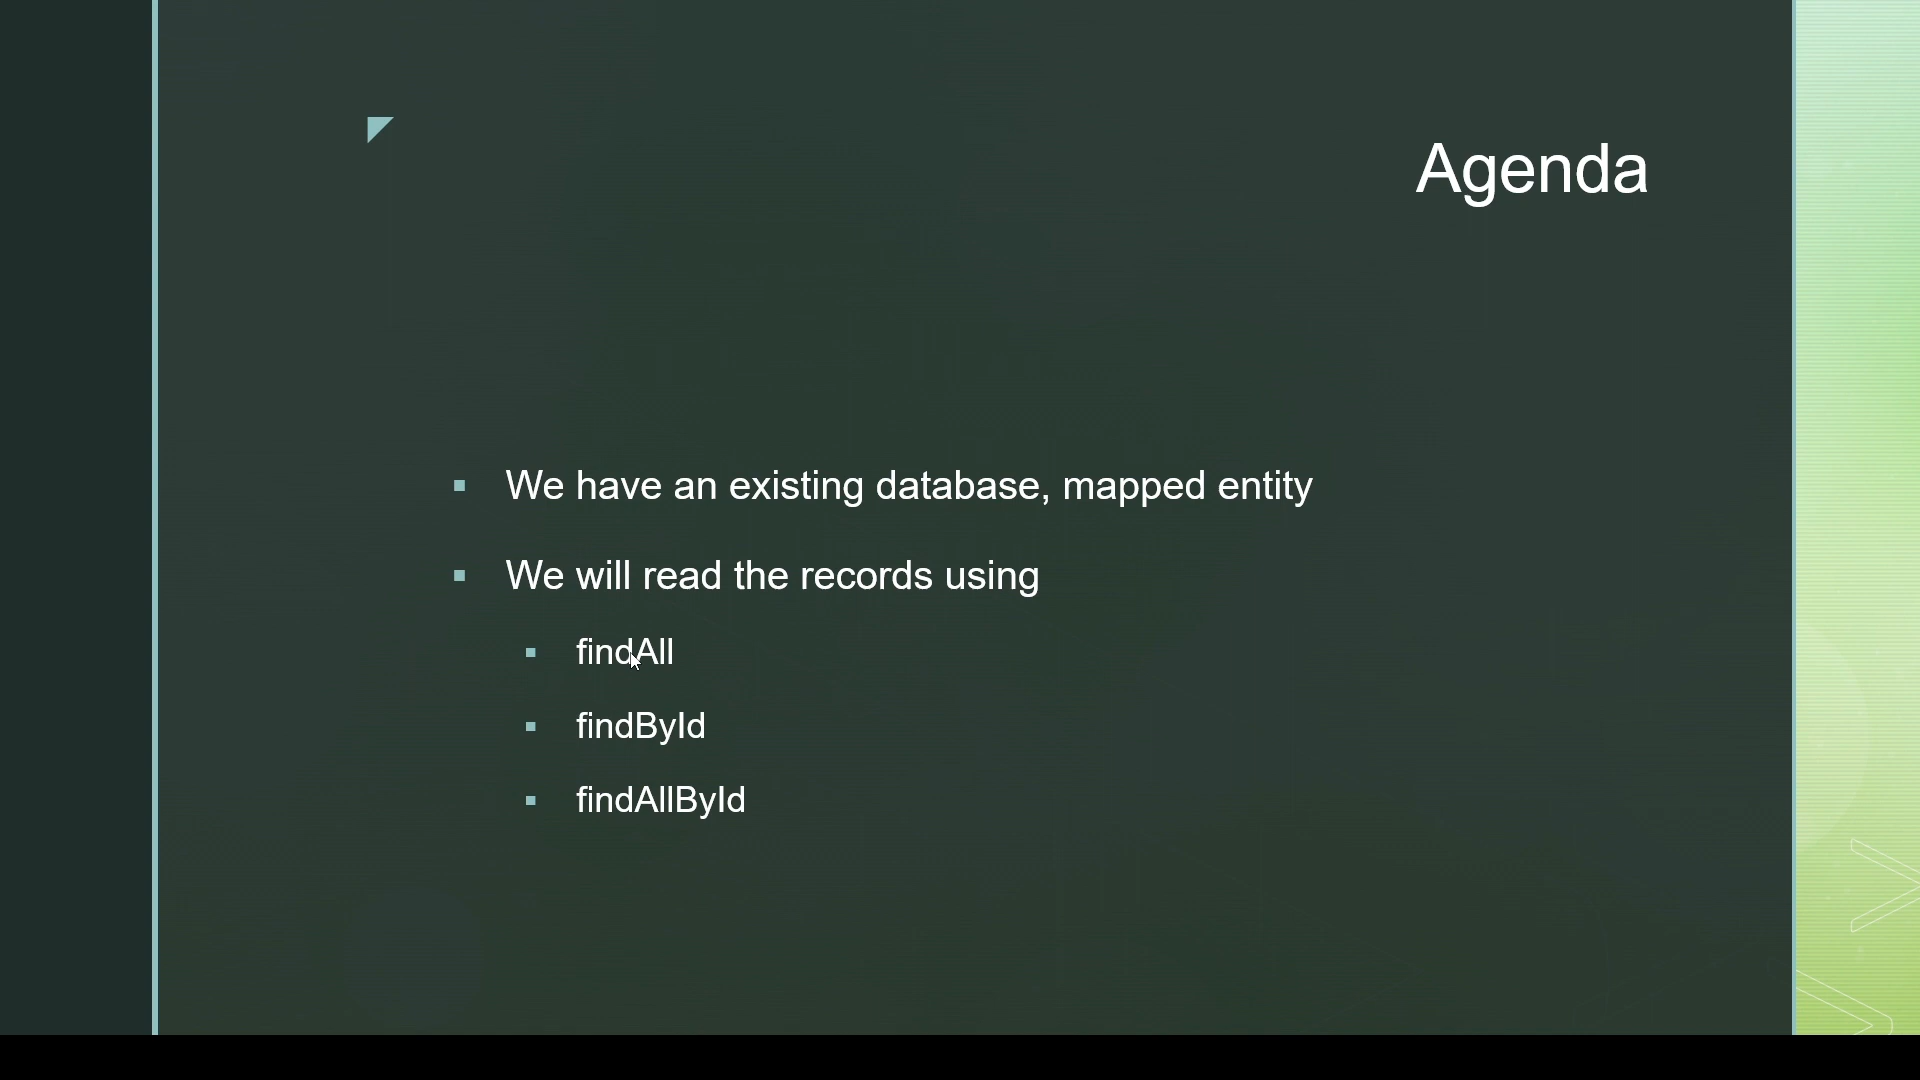 Agenda
We have an existing database, mapped entity
We will read the records using
findAll
findById
findAllById